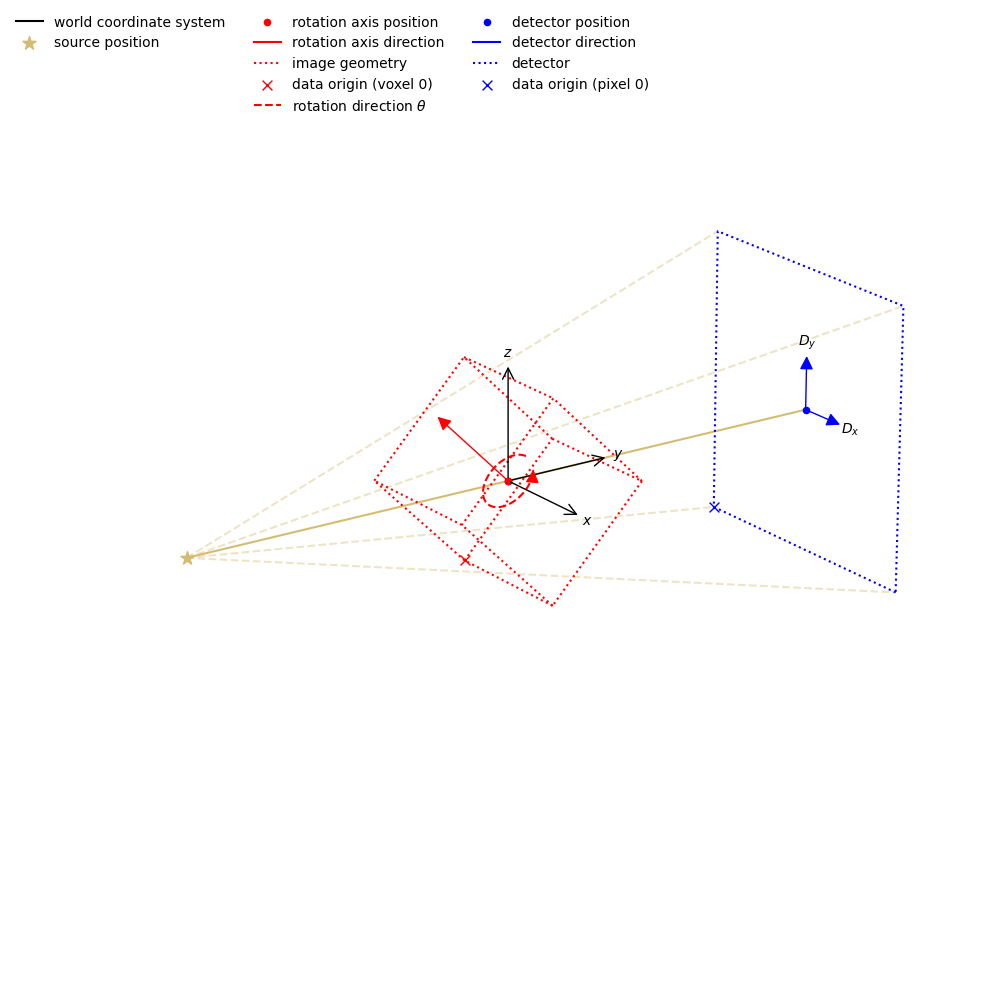 world coordinate system
source position
rotation axis position
rotation axis direction
image geometry
data origin (voxel 0)
rotation direction θ
detector position
detector direction
detector
data origin (pixel 0)
z
y
x
D_y
D_x